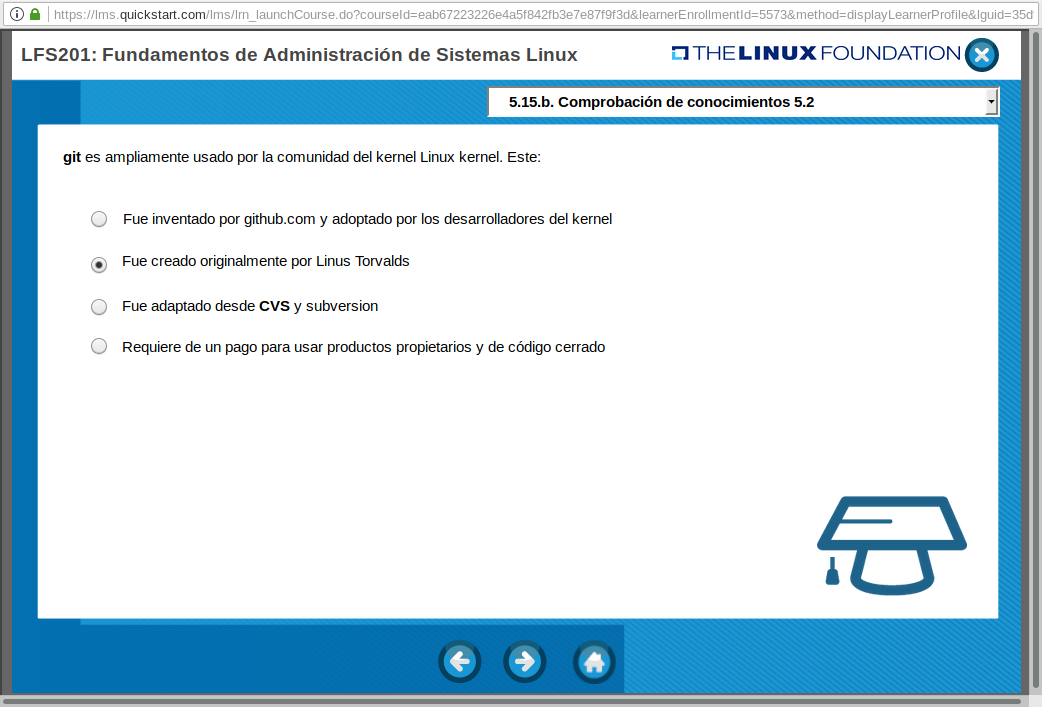 https://lms.quickstart.com/lms/lrn_launchCourse.do?courseId=eab67223226e4a5f842fb3e7e87f9f3d&learnerEnrollmentId=5573&method=displayLearnerProfile&lguid=35d
LFS201: Fundamentos de Administración de Sistemas Linux
THE LINUX FOUNDATION
5.15.b. Comprobación de conocimientos 5.2
git es ampliamente usado por la comunidad del kernel Linux kernel. Este:
Fue inventado por github.com y adoptado por los desarrolladores del kernel
Fue creado originalmente por Linus Torvalds
Fue adaptado desde CVS y subversion
Requiere de un pago para usar productos propietarios y de código cerrado